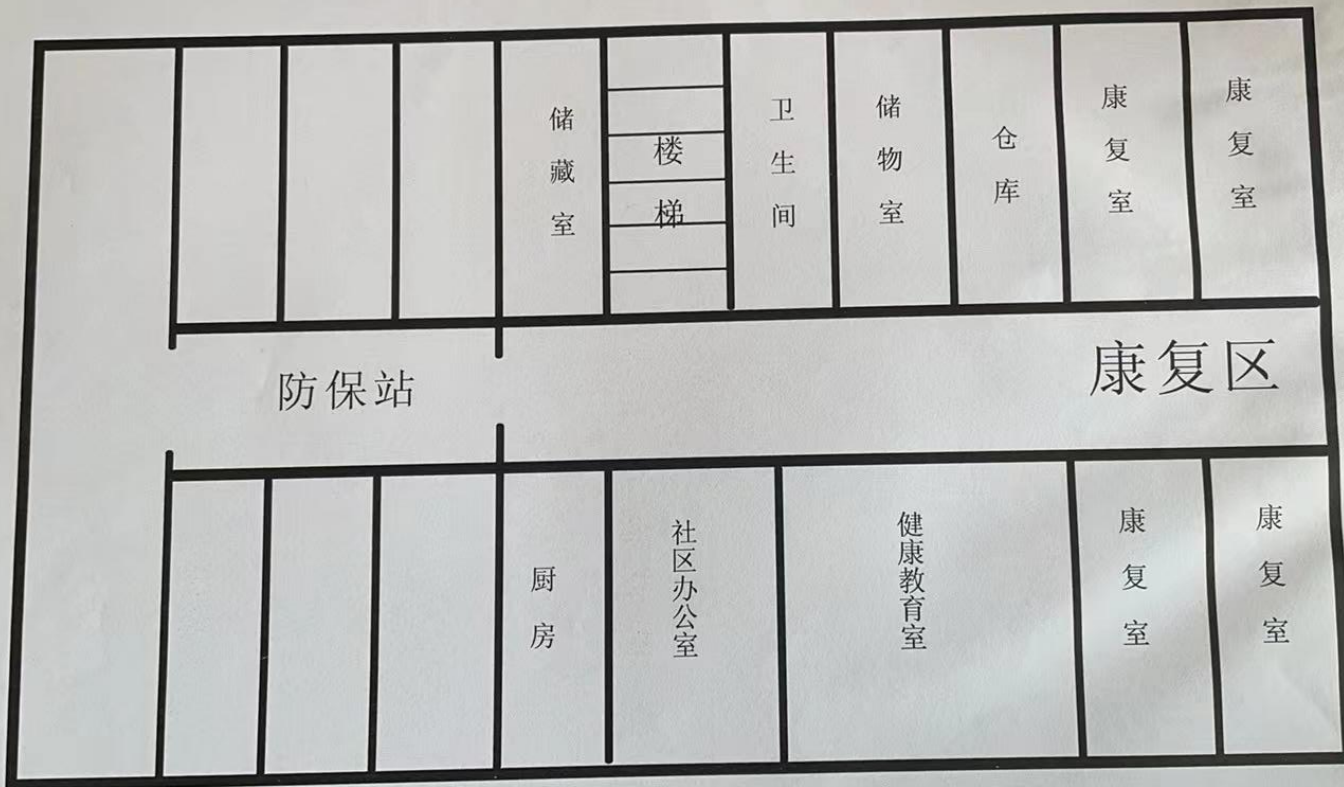 储藏室
楼梯
卫生间
储物室
仓库
康复室
康复室
防保站
康复区
厨房
社区办公室
健康教育室
康复室
康复室